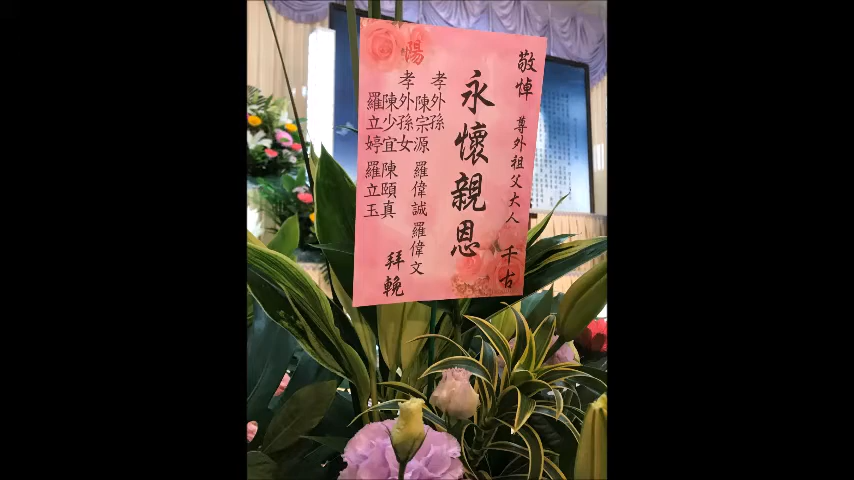 敬悼
尊外祖父大人
千古
永懷親恩
孝外孫
陳宗源
羅偉誠
羅偉文
陽
孝外孫女
陳少宜
陳頤真
羅立婷
羅立玉
拜輓